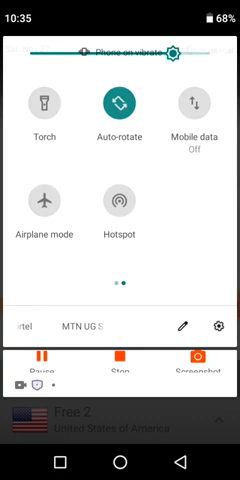 10:35
68%
Phone on vibrate
Torch
Auto-rotate
Mobile data
Off
Airplane mode
Hotspot
MTN UG
Pause
Stop
Screenshot
Free 2
United States of America